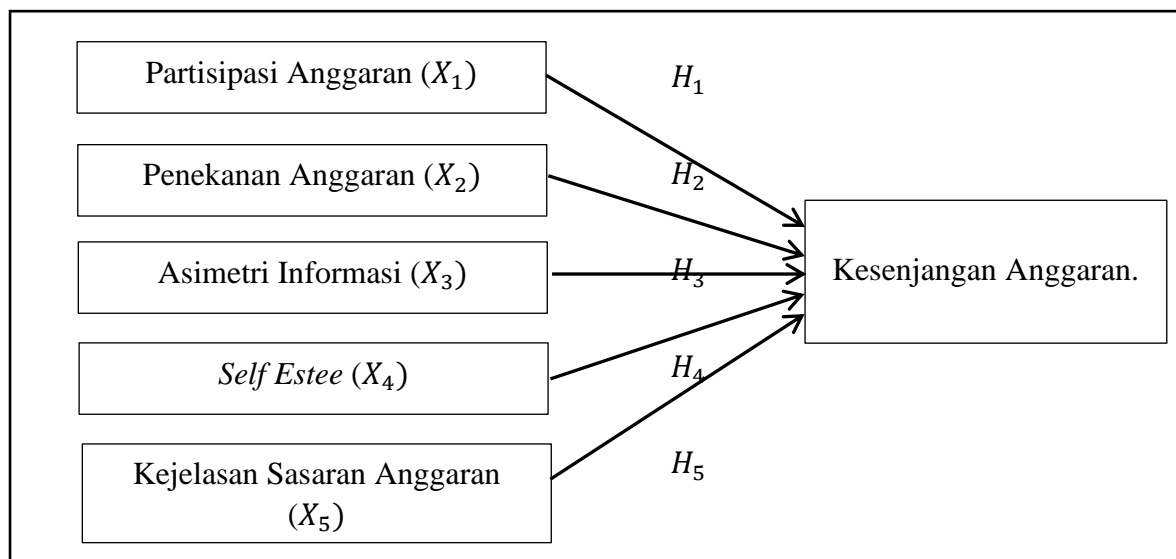 Partisipasi Anggaran (𝑋₁)
𝐻₁
Penekanan Anggaran (𝑋₂)
𝐻₂
Asimetri Informasi (𝑋₃)
𝐻₃
Kesenjangan Anggaran.
Self Estee (𝑋₄)
𝐻₄
Kejelasan Sasaran Anggaran
(𝑋₅)
𝐻₅